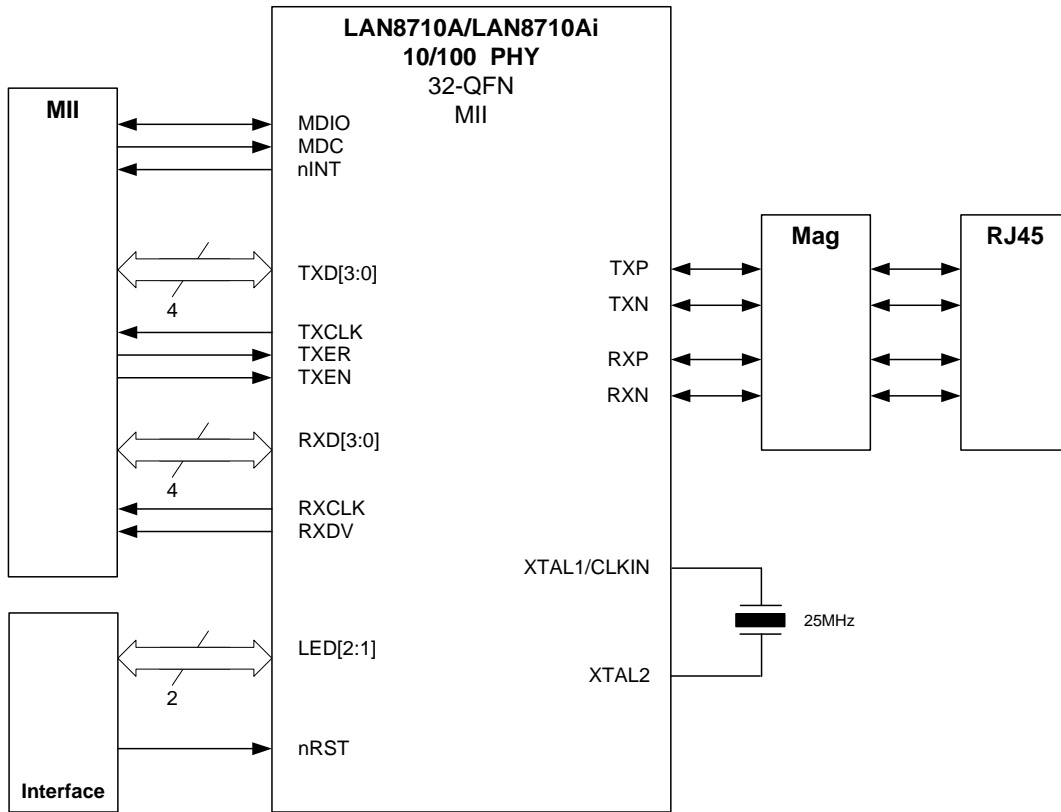 LAN8710A/LAN8710Ai
10/100 PHY
32-QFN
MII
MII
MDIO
MDC
nINT
TXD[3:0]
4
TXCLK
TXER
TXEN
RXD[3:0]
4
RXCLK
RXDV
LED[2:1]
2
nRST
Interface
TXP
TXN
RXP
RXN
Mag
RJ45
XTAL1/CLKIN
25MHz
XTAL2